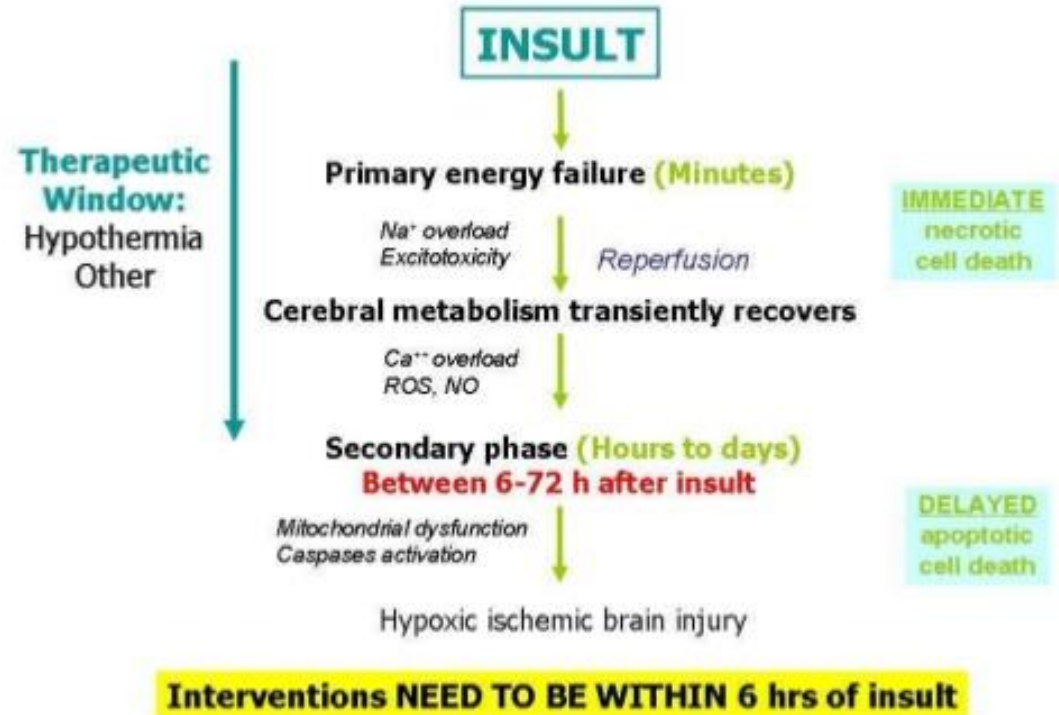 INSULT
Therapeutic
Window:
Hypothermia
Other
Primary energy failure (Minutes)
Na⁺ overload
Excitotoxicity
Reperfusion
IMMEDIATE
necrotic
cell death
Cerebral metabolism transiently recovers
Ca⁺⁺ overload
ROS, NO
Secondary phase (Hours to days)
Between 6-72 h after insult
Mitochondrial dysfunction
Caspases activation
DELAYED
apoptotic
cell death
Hypoxic ischemic brain injury
Interventions NEED TO BE WITHIN 6 hrs of insult